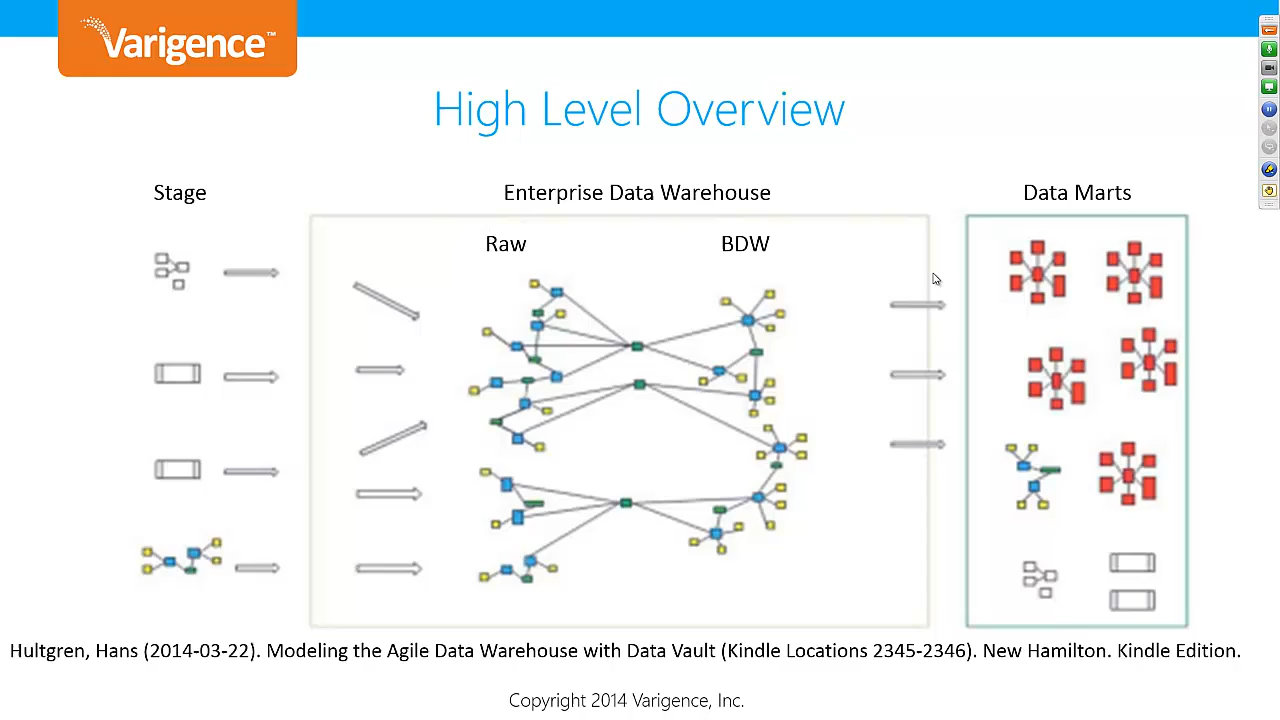 Varigence™
High Level Overview
Stage
Enterprise Data Warehouse
Data Marts
Raw
BDW
Hultgren, Hans (2014-03-22). Modeling the Agile Data Warehouse with Data Vault (Kindle Locations 2345-2346). New Hamilton. Kindle Edition.
Copyright 2014 Varigence, Inc.